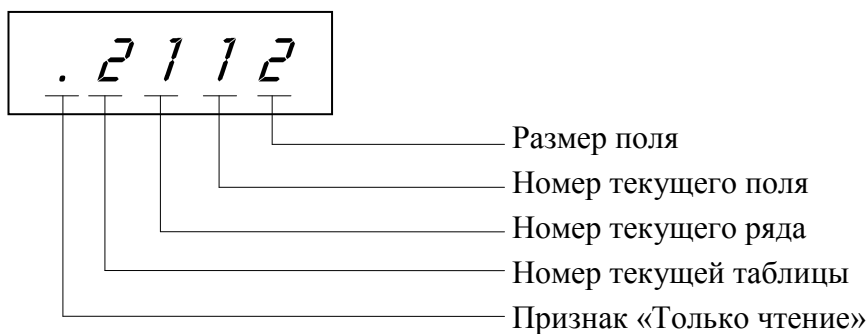 .2112
Размер поля
Номер текущего поля
Номер текущего ряда
Номер текущей таблицы
Признак «Только чтение»